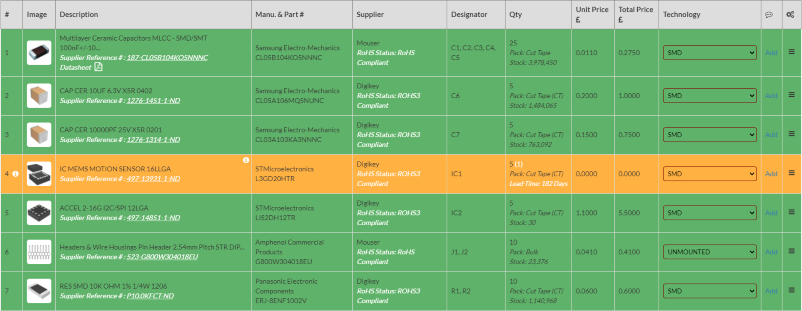 # Image Description Manu. & Part # Supplier Designator Qty Unit Price £ Total Price £ Technology
1
Multilayer Ceramic Capacitors MLCC - SMD/SMT
100nF+/-10...
Supplier Reference # : 187-CL05B104KO5NNNC
Datasheet
Samsung Electro-Mechanics
CL05B104KO5NNNC
Mouser
RoHS Status: RoHS
Compliant
C1, C2, C3, C4,
C5
25
Pack: Cut Tape
Stock: 3,978,450
0.0110
0.2750
SMD
Add
2
CAP CER 10UF 6.3V X5R 0402
Supplier Reference # : 1276-1451-1-ND
Samsung Electro-Mechanics
CL05A106MQ5NUNC
Digikey
RoHS Status: ROHS3
Compliant
C6
5
Pack: Cut Tape (CT)
Stock: 1,484,065
0.2000
1.0000
SMD
Add
3
CAP CER 10000PF 25V X5R 0201
Supplier Reference # : 1276-1314-1-ND
Samsung Electro-Mechanics
CL03A103KA3NNNC
Digikey
RoHS Status: ROHS3
Compliant
C7
5
Pack: Cut Tape (CT)
Stock: 763,092
0.1500
0.7500
SMD
Add
4
IC MEMS MOTION SENSOR 16LLGA
Supplier Reference # : 497-13931-1-ND
STMicroelectronics
L3GD20HTR
Digikey
RoHS Status: ROHS3
Compliant
IC1
5 (1)
Pack: Cut Tape (CT)
Lead Time: 182 Days
0.0000
0.0000
SMD
Add
5
ACCEL 2-16G I2C/SPI 12LGA
Supplier Reference # : 497-14851-1-ND
STMicroelectronics
LIS2DH12TR
Digikey
RoHS Status: ROHS3
Compliant
IC2
5
Pack: Cut Tape (CT)
Stock: 30
1.1000
5.5000
SMD
Add
6
Headers & Wire Housings Pin Header 2.54mm Pitch STR DIP...
Supplier Reference # : 523-G800W304018EU
Amphenol Commercial
Products
G800W304018EU
Mouser
RoHS Status: RoHS
Compliant
J1, J2
10
Pack: Bulk
Stock: 23,376
0.0410
0.4100
UNMOUNTED
Add
7
RES SMD 10K OHM 1% 1/4W 1206
Supplier Reference # : P10.0KFCT-ND
Panasonic Electronic
Components
ERJ-8ENF1002V
Digikey
RoHS Status: ROHS3
Compliant
R1, R2
10
Pack: Cut Tape (CT)
Stock: 1,140,968
0.0600
0.6000
SMD
Add